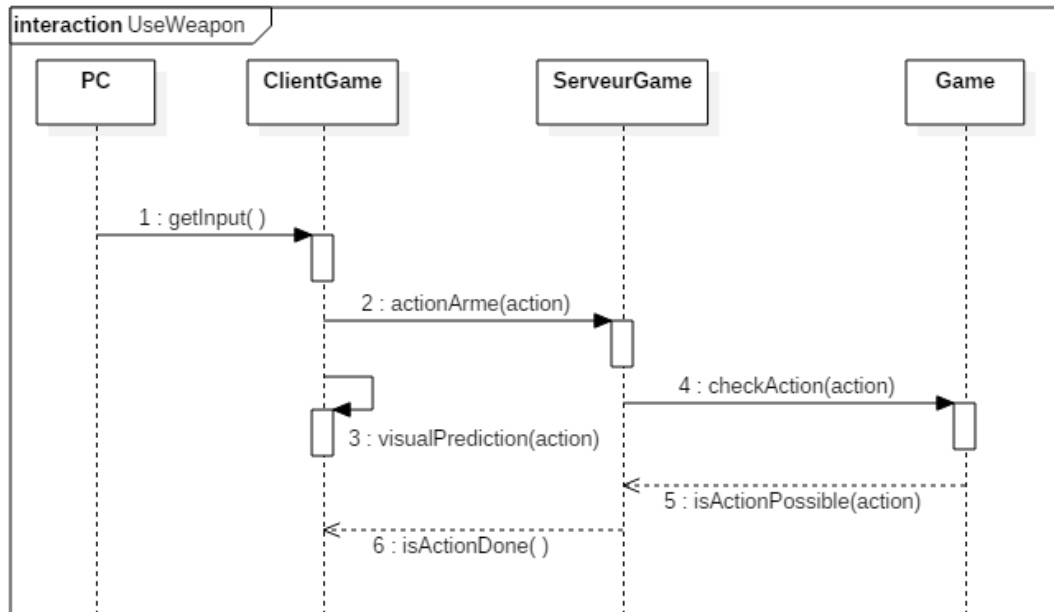 interaction UseWeapon
PC
ClientGame
ServeurGame
Game
1 : getInput( )
2 : actionArme(action)
4 : checkAction(action)
3 : visualPrediction(action)
5 : isActionPossible(action)
6 : isActionDone( )